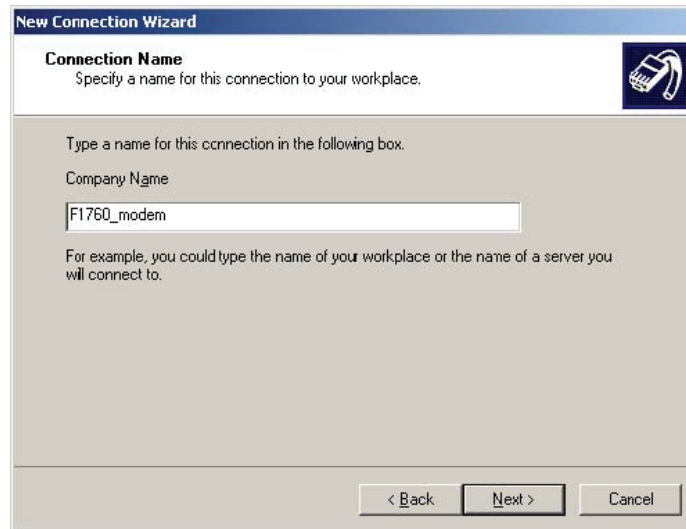 New Connection Wizard
Connection Name
Specify a name for this connection to your workplace.
Type a name for this connection in the following box.
Company Name
F1760_modem
For example, you could type the name of your workplace or the name of a server you
will connect to.
< Back
Next >
Cancel